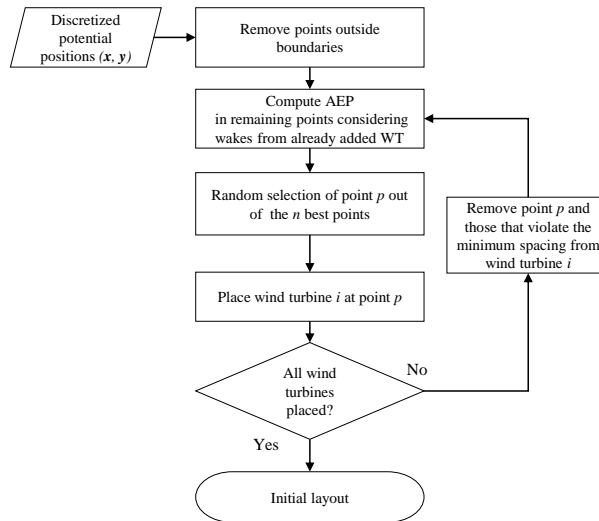 Discretized
potential
positions (x, y)
Remove points outside
boundaries
Compute AEP
in remaining points considering
wakes from already added WT
Random selection of point p out
of the n best points
Remove point p and
those that violate the
minimum spacing from
wind turbine i
Place wind turbine i at point p
All wind
turbines
placed?
No
Yes
Initial layout